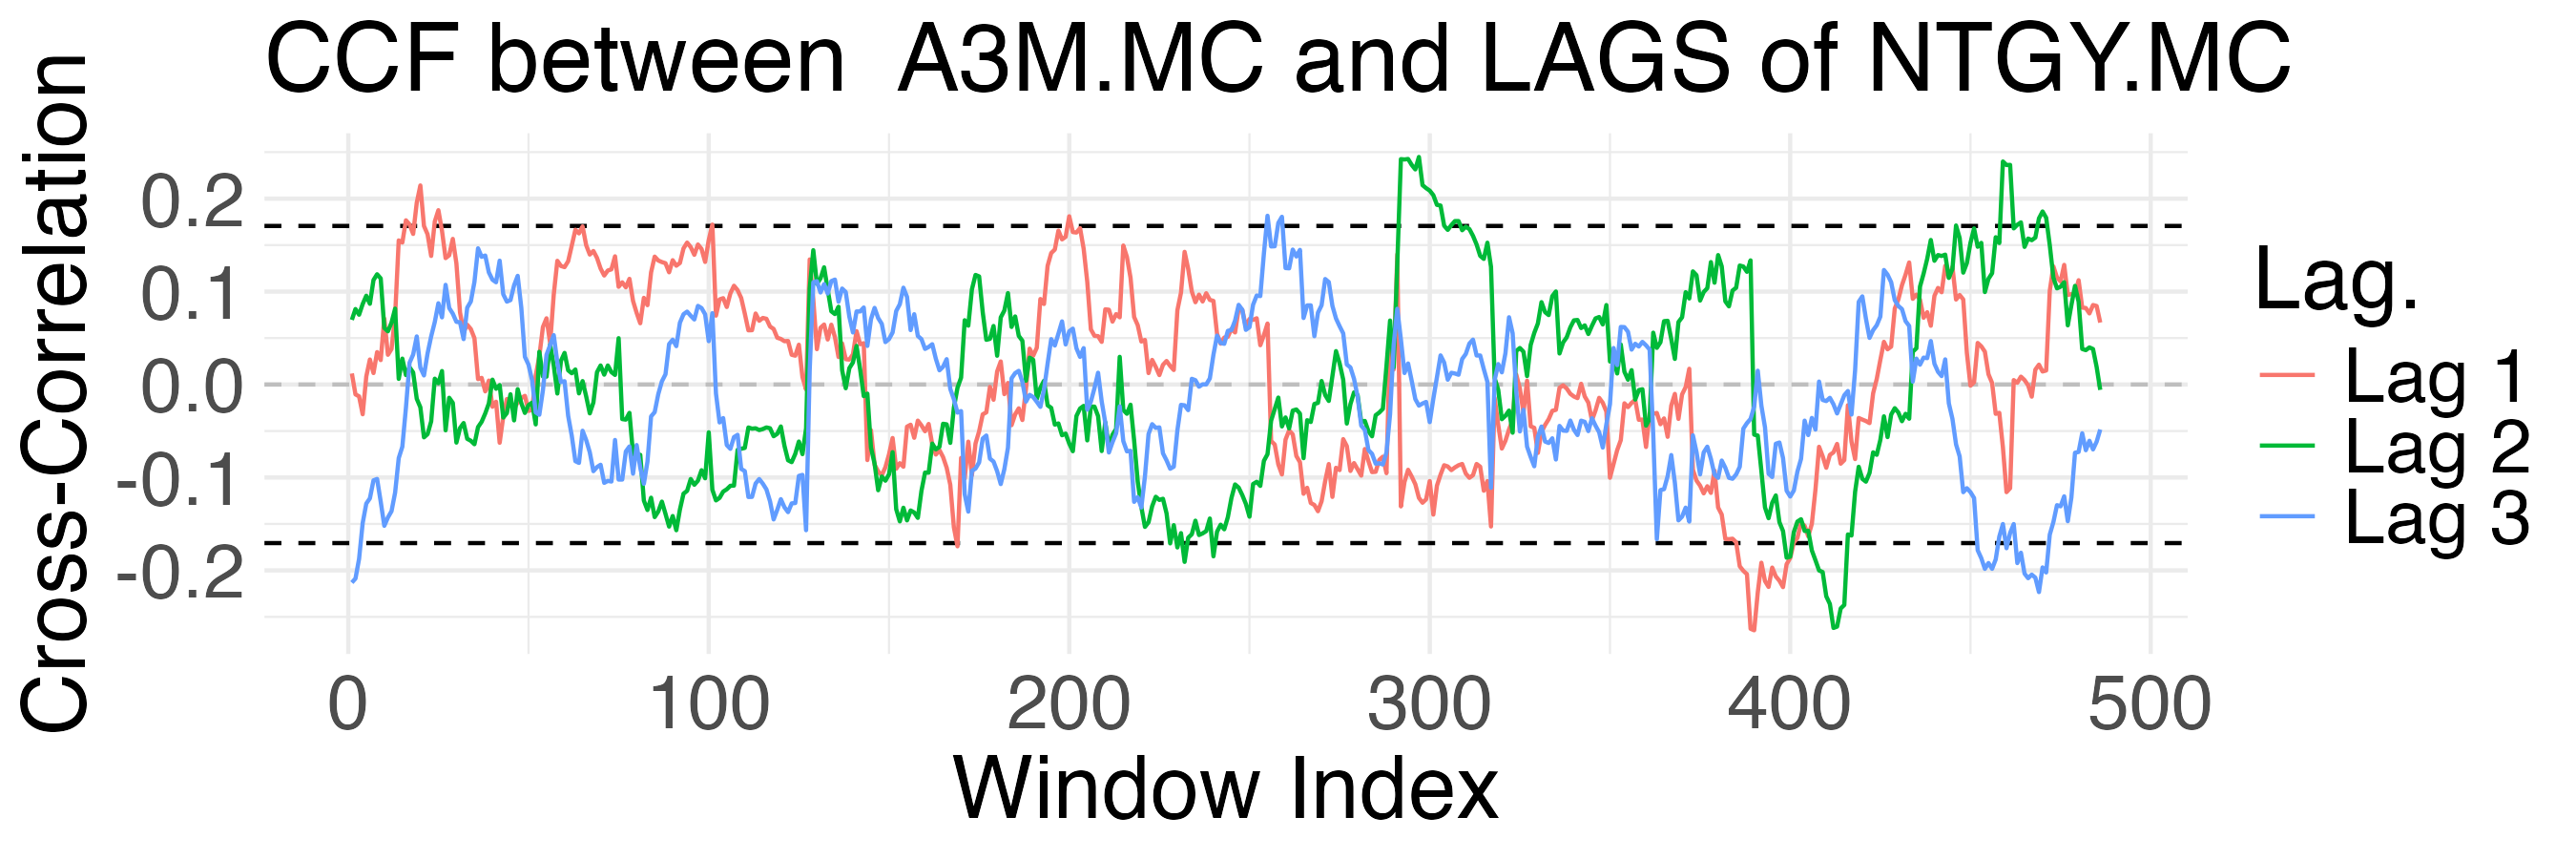 CCF between  A3M.MC and LAGS of NTGY.MC
Cross-Correlation
0.2
0.1
0.0
-0.1
-0.2
0 100 200 300 400 500
Window Index
Lag.
Lag 1
Lag 2
Lag 3